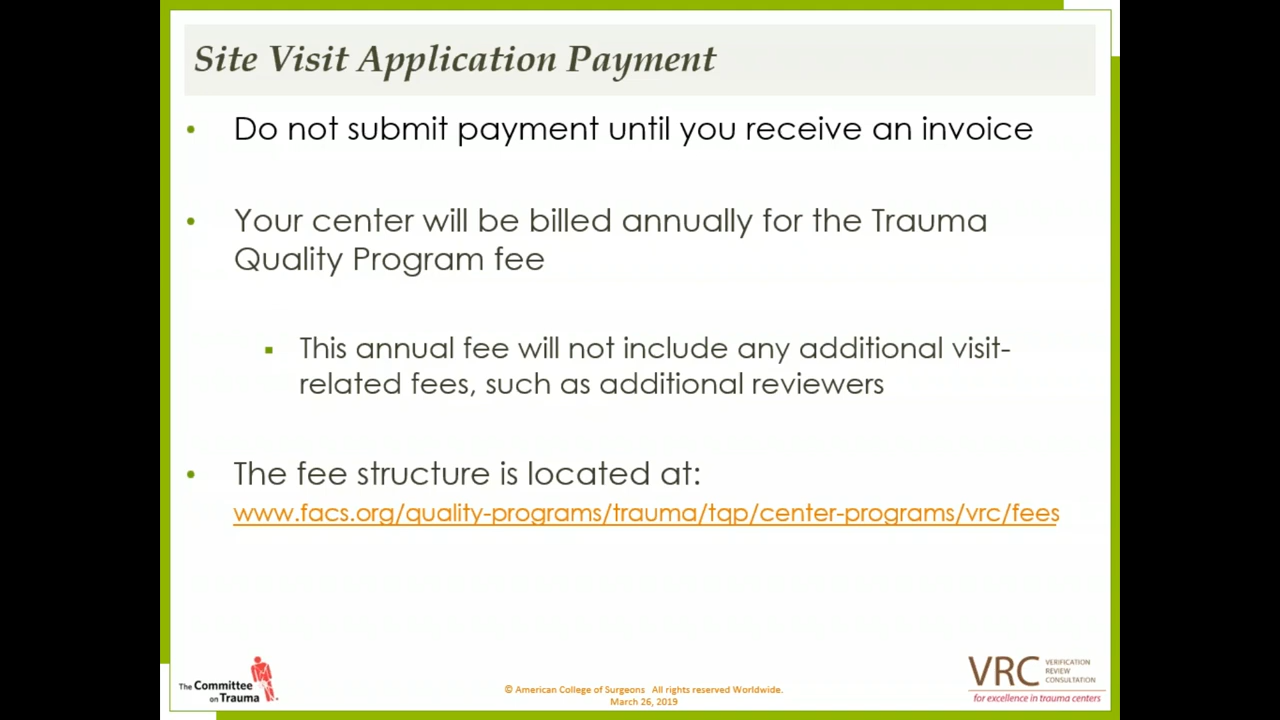 Site Visit Application Payment
• Do not submit payment until you receive an invoice
• Your center will be billed annually for the Trauma
Quality Program fee
▪ This annual fee will not include any additional visit-
related fees, such as additional reviewers
• The fee structure is located at:
www.facs.org/quality-programs/trauma/tqp/center-programs/vrc/fees
The Committee
on Trauma
© American College of Surgeons All rights reserved Worldwide.
March 26, 2019
VRC
VERIFICATION
REVIEW
CONSULTATION
for excellence in trauma centers